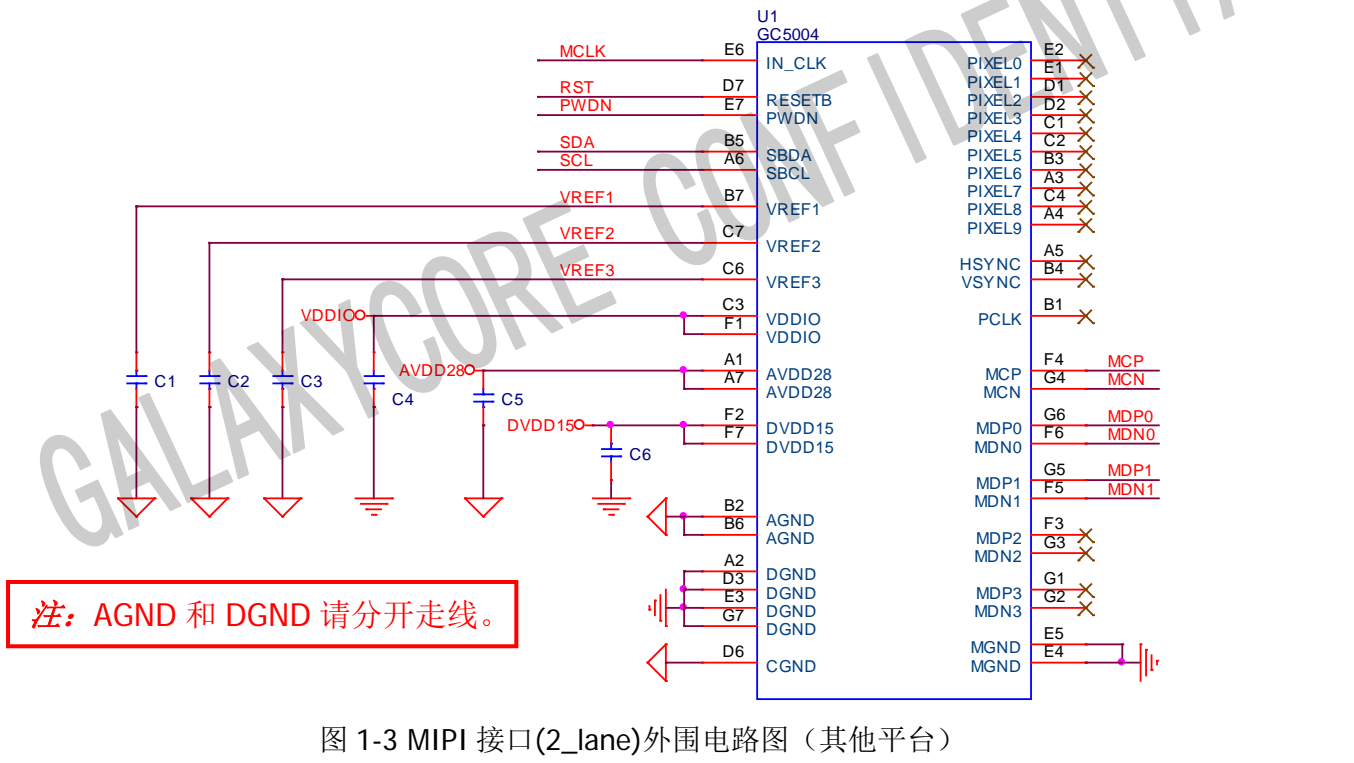 U1
GC5004
MCLK E6 IN_CLK
RST D7 RESETB
PWDN E7 PWDN
SDA B5 SBDA
SCL A6 SBCL
VREF1 B7 VREF1
VREF2 C7 VREF2
VREF3 C6 VREF3
VDDIO C3 VDDIO
F1 VDDIO
AVDD28 A1 AVDD28
A7 AVDD28
DVDD15 F2 DVDD15
F7 DVDD15
B2 AGND
B6 AGND
A2 DGND
D3 DGND
E3 DGND
G7 DGND
D6 CGND
C1 C2 C3 C4 C5 C6
PIXEL0 E2
PIXEL1 E1
PIXEL2 D1
PIXEL3 D2
PIXEL4 C1
PIXEL5 C2
PIXEL6 B3
PIXEL7 A3
PIXEL8 C4
PIXEL9 A4
HSYNC A5
VSYNC B4
PCLK B1
MCP F4 MCP
MCN G4 MCN
MDP0 G6 MDP0
MDN0 F6 MDN0
MDP1 G5 MDP1
MDN1 F5 MDN1
MDP2 F3
MDN2 G3
MDP3 G1
MDN3 G2
MGND E5
MGND E4
注：AGND 和 DGND 请分开走线。
图 1-3 MIPI 接口(2_lane)外围电路图（其他平台）
GALAXYCORE CONFIDENTI